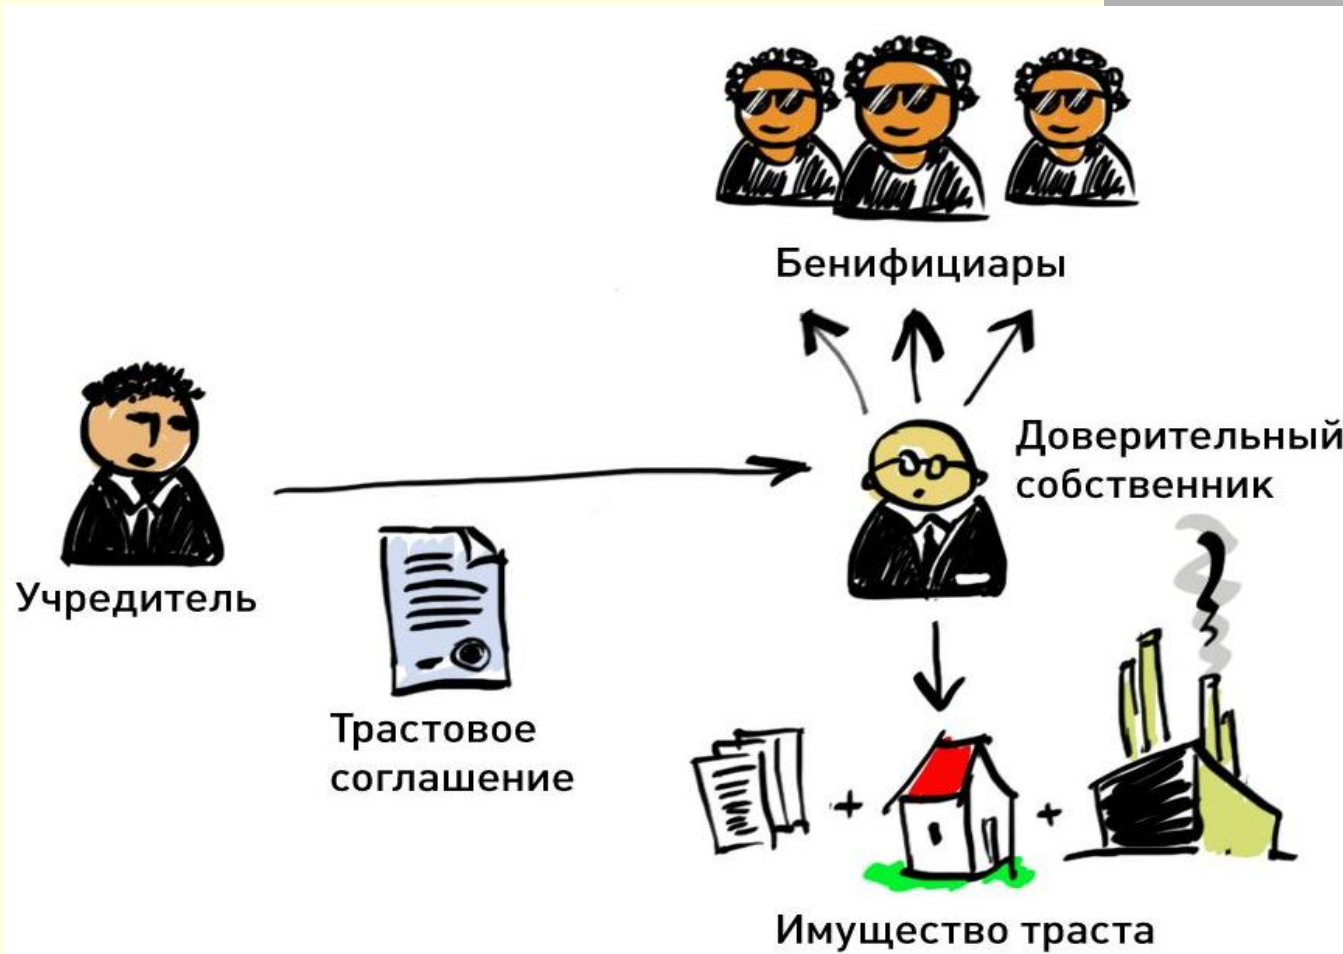 Бенифициары
Доверительный
собственник
Учредитель
Трастовое
соглашение
Имущество траста